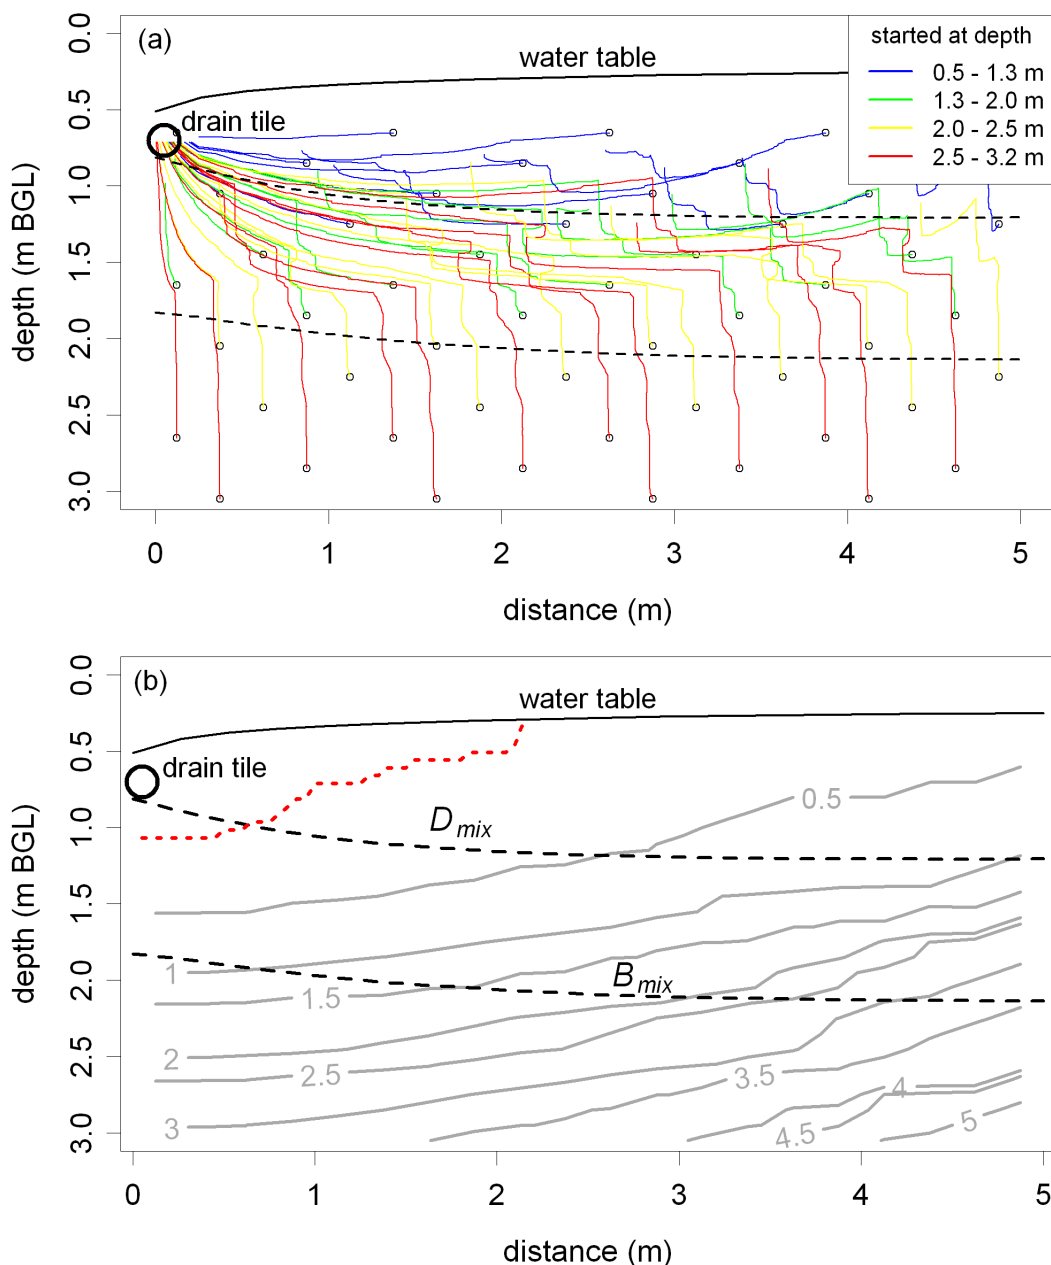 (a)
water table
drain tile
started at depth
0.5 - 1.3 m
1.3 - 2.0 m
2.0 - 2.5 m
2.5 - 3.2 m
depth (m BGL)
0.0
0.5
1.0
1.5
2.0
2.5
3.0
0 1 2 3 4 5
distance (m)
(b)
water table
drain tile
D mix
B mix
0.5
1
1.5
2
2.5
3
3.5
4
4.5
5
depth (m BGL)
0.0
0.5
1.0
1.5
2.0
2.5
3.0
0 1 2 3 4 5
distance (m)